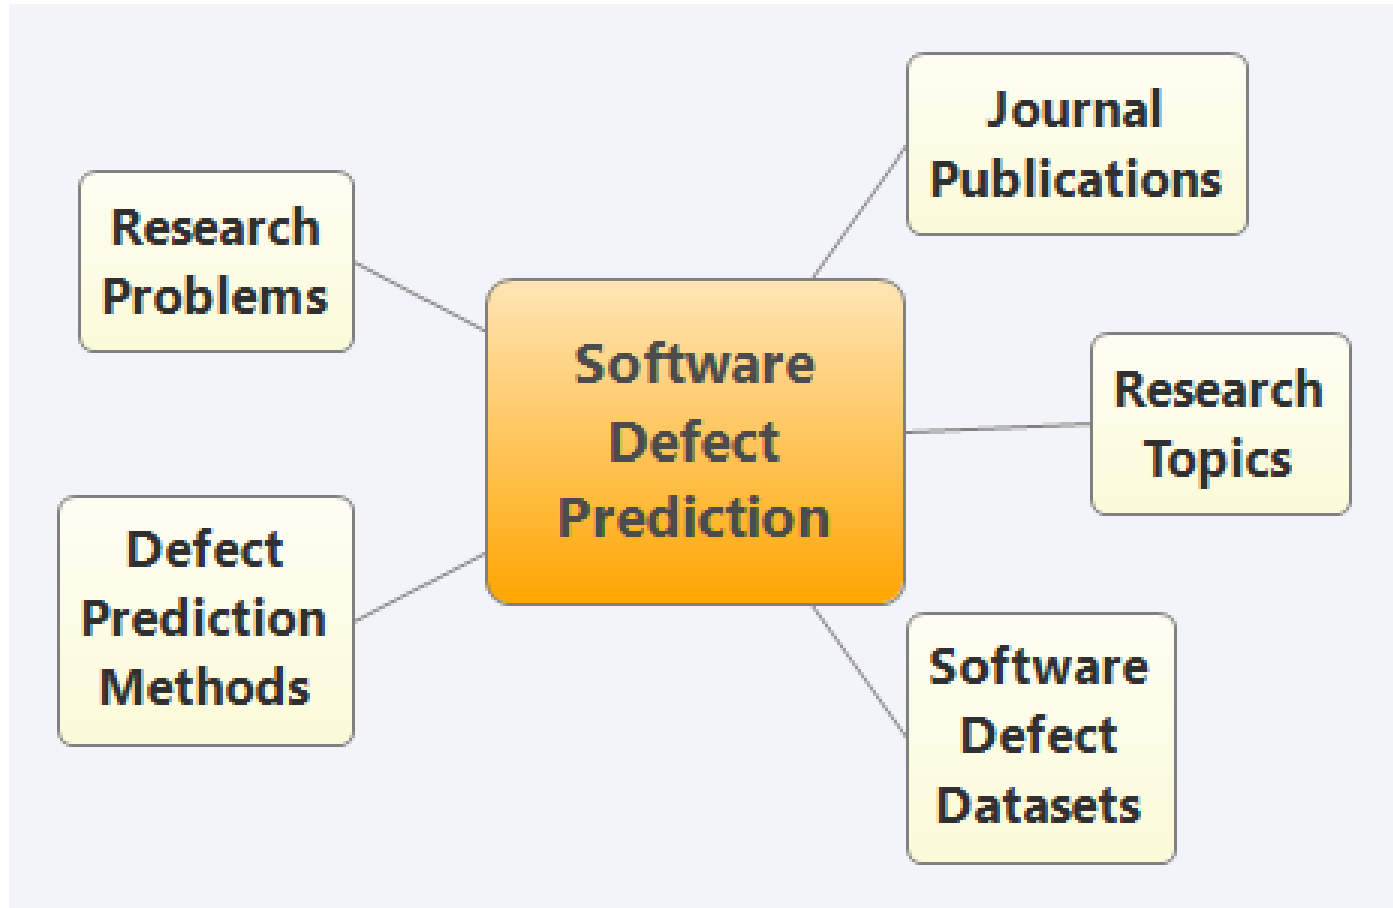 Journal
Publications
Research
Problems
Software
Defect
Prediction
Research
Topics
Defect
Prediction
Methods
Software
Defect
Datasets